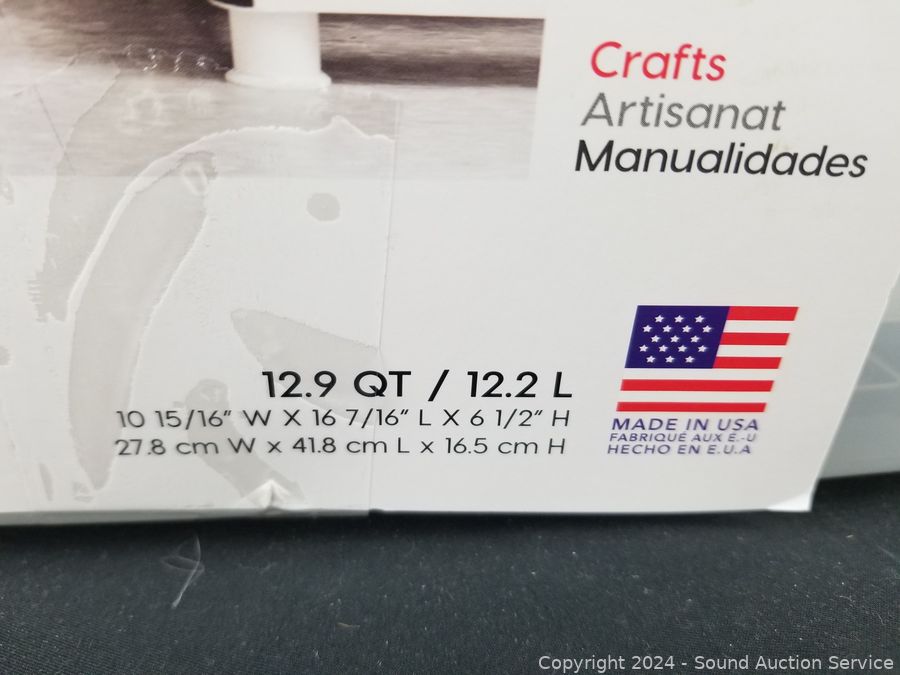 Crafts
Artisanat
Manualidades
12.9 QT / 12.2 L
10 15/16" W X 16 7/16" L X 6 1/2" H
27.8 cm W x 41.8 cm L x 16.5 cm H
MADE IN USA
FABRIQUÉ AUX É.-U
HECHO EN E.U.A
Copyright 2024 - Sound Auction Service